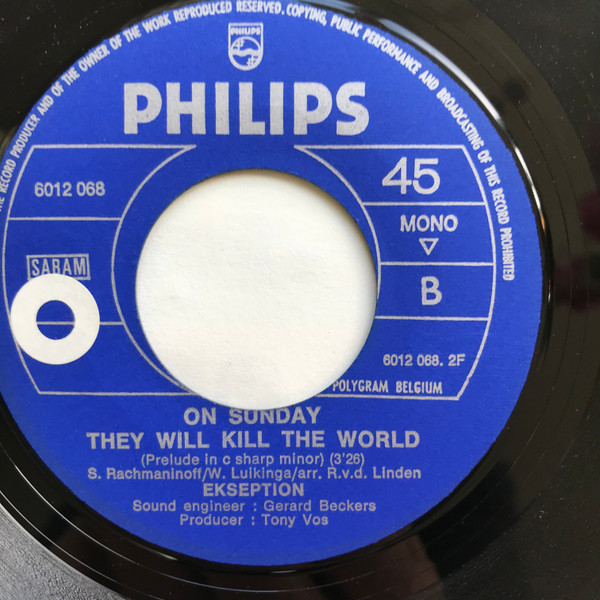 THE RECORD PRODUCER AND OF THE OWNER OF THE WORK REPRODUCED RESERVED. COPYING, PUBLIC PERFORMANCE AND BROADCASTING OF THIS RECORD PROHIBITED
PHILIPS
PHILIPS
6012 068
45
MONO
SABAM
B
6012 068. 2F
POLYGRAM BELGIUM
ON SUNDAY
THEY WILL KILL THE WORLD
(Prelude in c sharp minor) (3'26)
S. Rachmaninoff/W. Luikinga/arr. R.v.d. Linden
EKSEPTION
Sound engineer : Gerard Beckers
Producer : Tony Vos